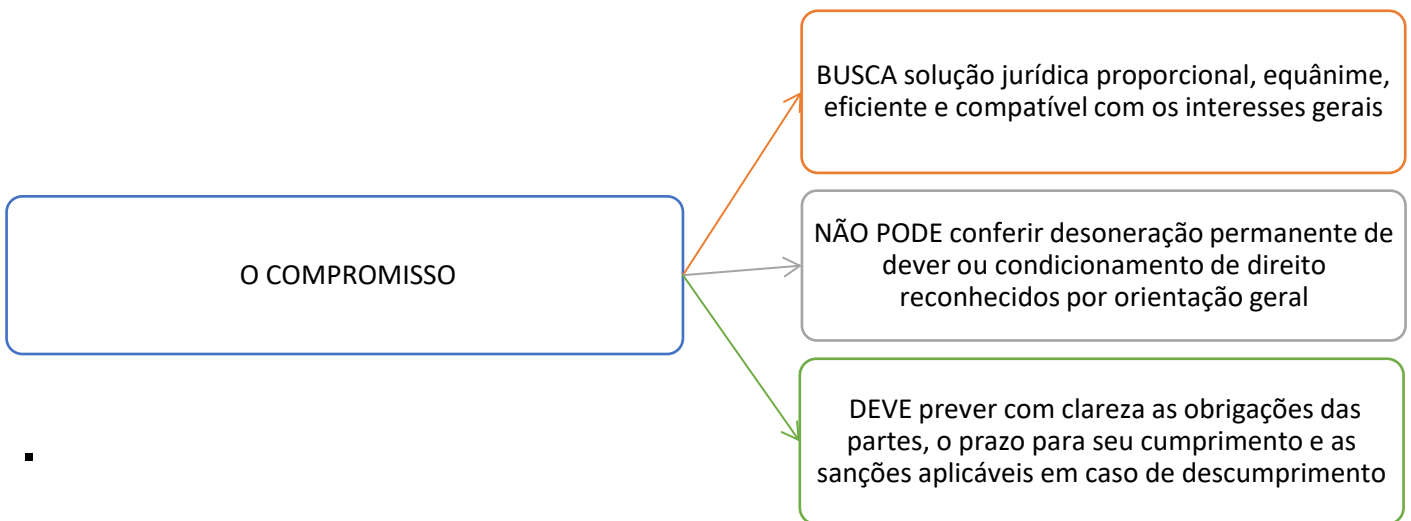 BUSCA solução jurídica proporcional, equânime,
eficiente e compatível com os interesses gerais
O COMPROMISSO
NÃO PODE conferir desoneração permanente de
dever ou condicionamento de direito
reconhecidos por orientação geral
DEVE prever com clareza as obrigações das
partes, o prazo para seu cumprimento e as
sanções aplicáveis em caso de descumprimento